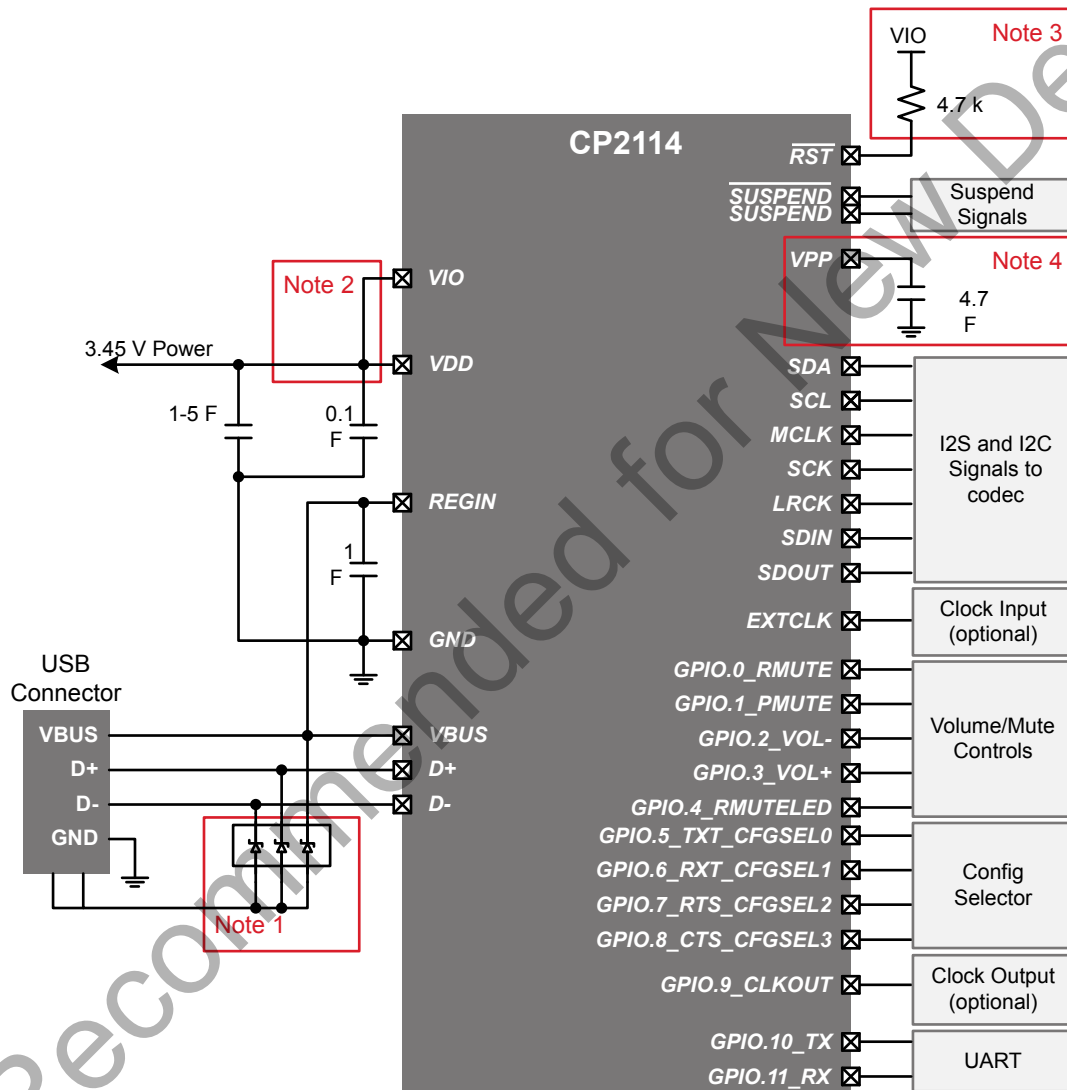 VIO
Note 3
4.7 k
CP2114
RST
SUSPEND
SUSPEND
Suspend
Signals
VPP
Note 4
4.7
F
Note 2
VIO
3.45 V Power
VDD
1-5 F
0.1
F
REGIN
1
F
GND
USB
Connector
VBUS
D+
D-
GND
VBUS
D+
D-
Note 1
SDA
SCL
MCLK
SCK
LRCK
SDIN
SDOUT
I2S and I2C
Signals to
codec
EXTCLK
Clock Input
(optional)
GPIO.0_RMUTE
GPIO.1_PMUTE
GPIO.2_VOL-
GPIO.3_VOL+
GPIO.4_RMUTELED
Volume/Mute
Controls
GPIO.5_TXT_CFGSEL0
GPIO.6_RXT_CFGSEL1
GPIO.7_RTS_CFGSEL2
GPIO.8_CTS_CFGSEL3
Config
Selector
GPIO.9_CLKOUT
Clock Output
(optional)
GPIO.10_TX
GPIO.11_RX
UART
Recommended for New De